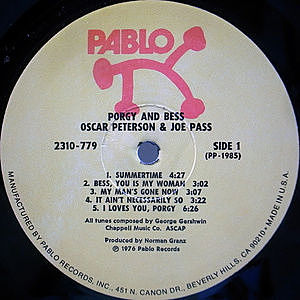 PABLO
PORGY AND BESS
OSCAR PETERSON & JOE PASS
2310-779
SIDE 1
(PP-1985)
1. SUMMERTIME 4:27
2. BESS, YOU IS MY WOMAN 3:02
3. MY MAN'S GONE NOW 3:07
4. IT AIN'T NECESSARILY SO 3:22
5. I LOVES YOU, PORGY 2:26
All tunes composed by George Gershwin
Chappell Music Co. ASCAP
Produced by Norman Granz
Ⓟ 1976 Pablo Records
MANUFACTURED BY PABLO RECORDS, INC., 451 N. CANON DR., BEVERLY HILLS, CA 90210 • MADE IN U.S.A.